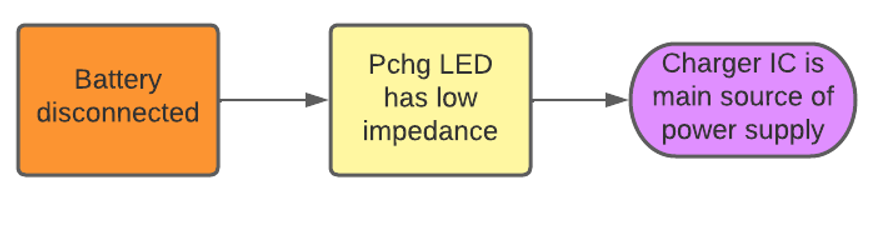 Battery
disconnected
Pchg LED
has low
impedance
Charger IC is
main source of
power supply